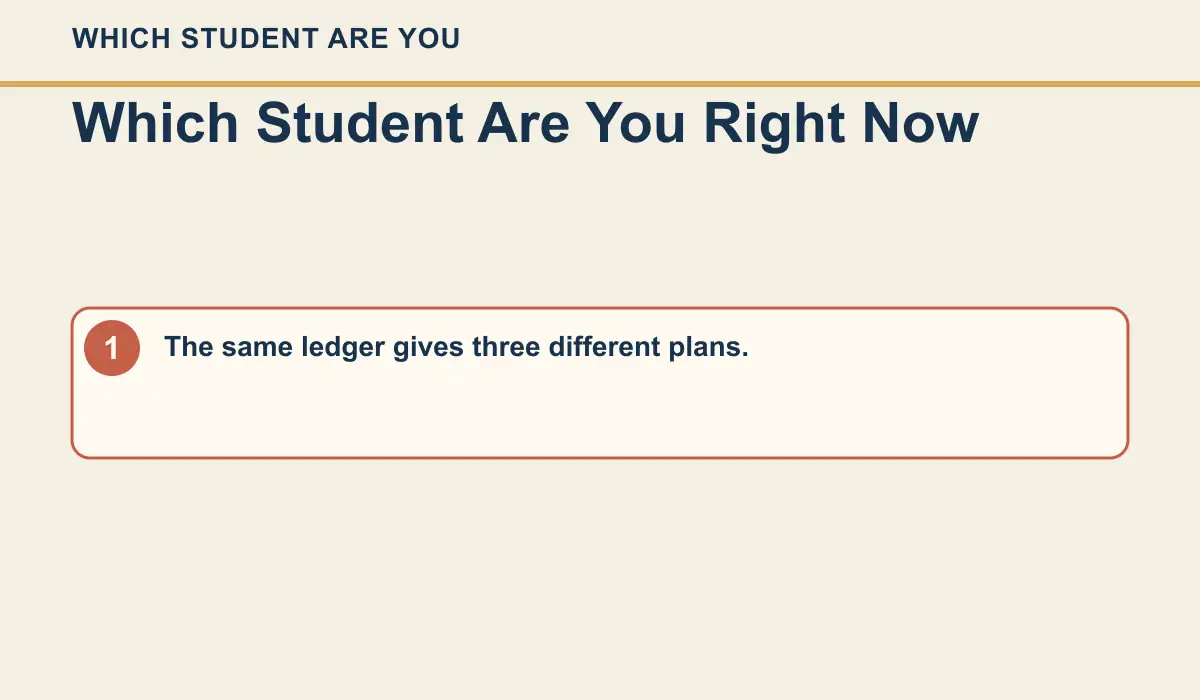 WHICH STUDENT ARE YOU
Which Student Are You Right Now
1
The same ledger gives three different plans.